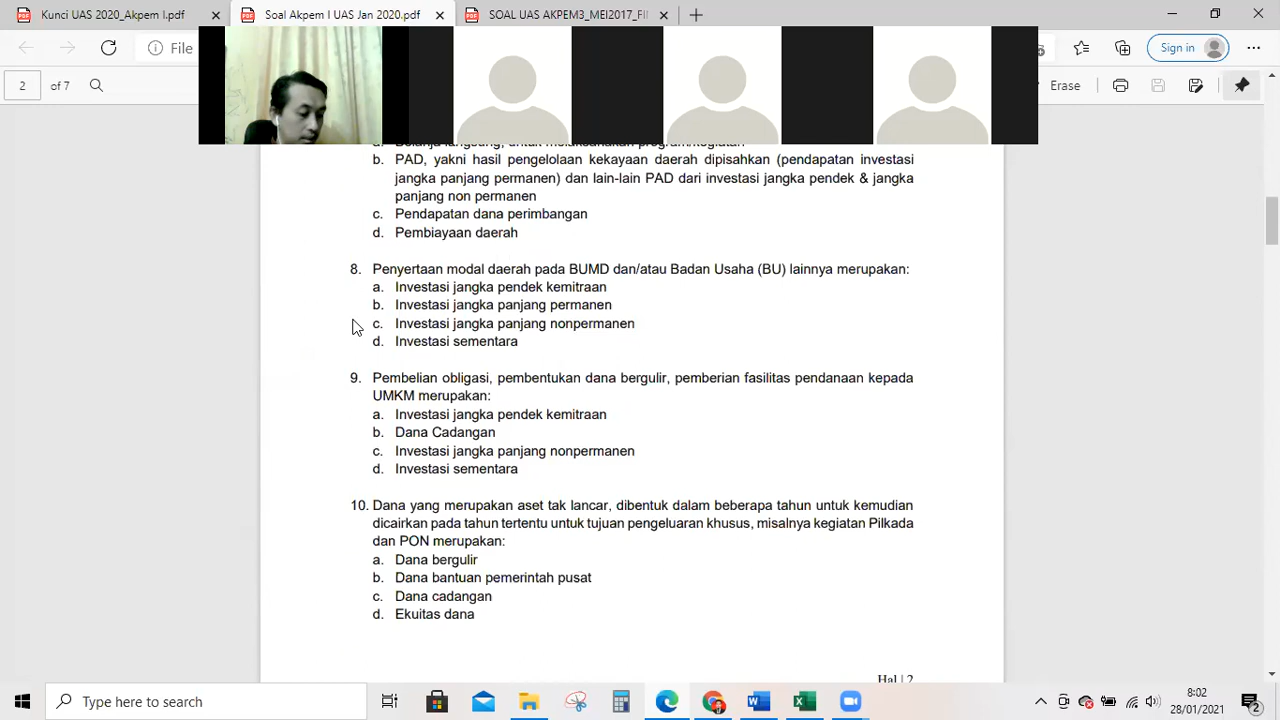 Kunci UAS 2020_Akpem I.pdf
Soal Akpem I UAS Jan 2020.pdf
SOAL UAS AKPEM3_MEI2017_FI
File
Sign in
2 of 7
Erase
a. Belanja langsung, untuk melaksanakan program/kegiatan
b. PAD, yakni hasil pengelolaan kekayaan daerah dipisahkan (pendapatan investasi
jangka panjang permanen) dan lain-lain PAD dari investasi jangka pendek & jangka
panjang non permanen
c. Pendapatan dana perimbangan
d. Pembiayaan daerah
8. Penyertaan modal daerah pada BUMD dan/atau Badan Usaha (BU) lainnya merupakan:
a. Investasi jangka pendek kemitraan
b. Investasi jangka panjang permanen
c. Investasi jangka panjang nonpermanen
d. Investasi sementara
9. Pembelian obligasi, pembentukan dana bergulir, pemberian fasilitas pendanaan kepada
UMKM merupakan:
a. Investasi jangka pendek kemitraan
b. Dana Cadangan
c. Investasi jangka panjang nonpermanen
d. Investasi sementara
10. Dana yang merupakan aset tak lancar, dibentuk dalam beberapa tahun untuk kemudian
dicairkan pada tahun tertentu untuk tujuan pengeluaran khusus, misalnya kegiatan Pilkada
dan PON merupakan:
a. Dana bergulir
b. Dana bantuan pemerintah pusat
c. Dana cadangan
d. Ekuitas dana
Hal | 2
Type here to search
8:02
28/01/2021
2